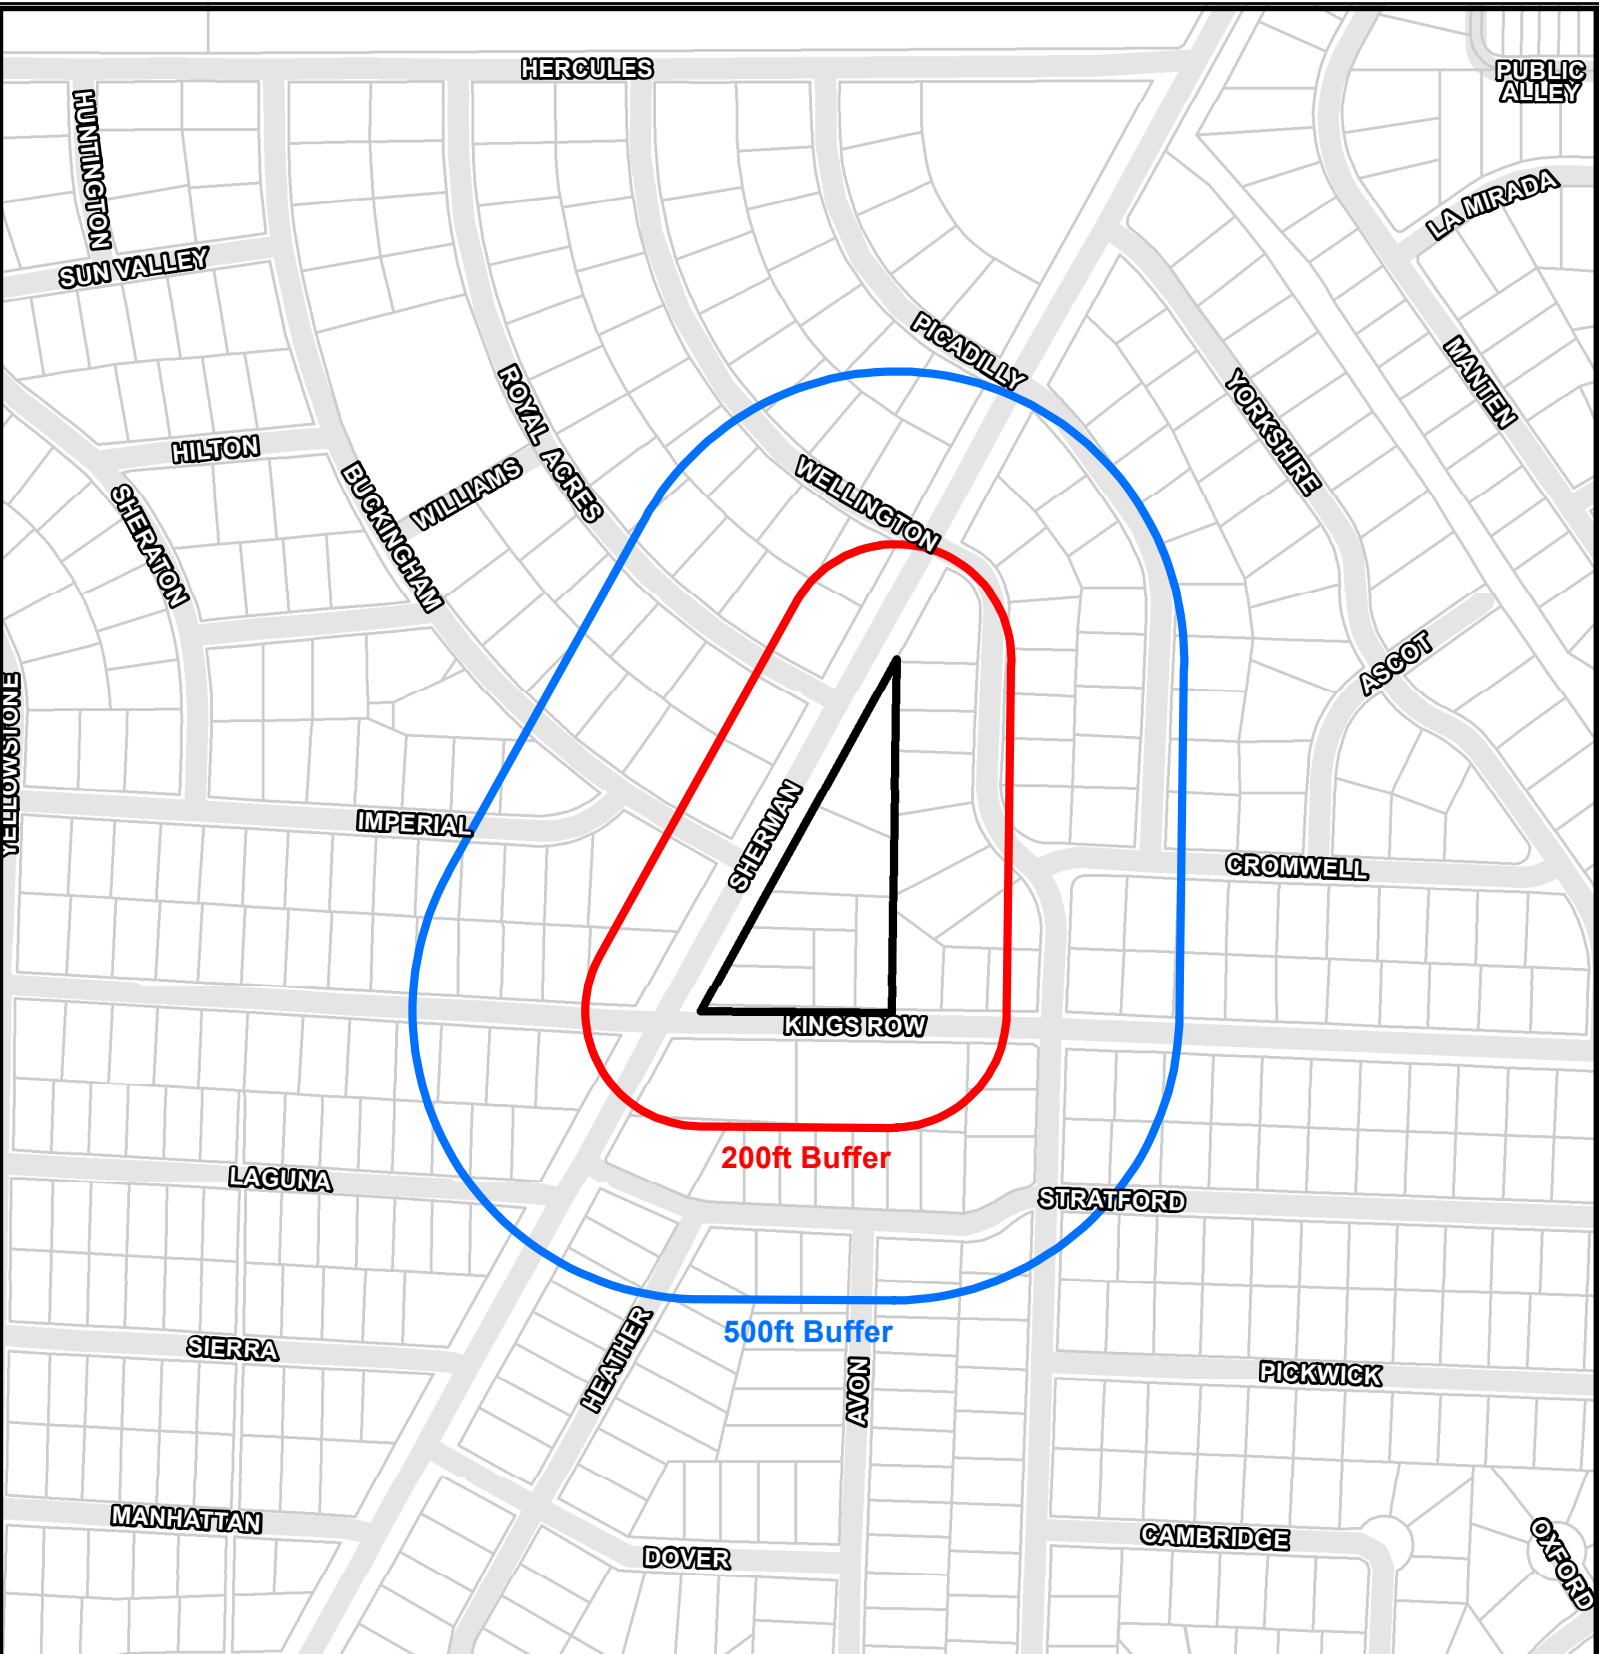 HERCULES
PUBLIC
ALLEY
HUNTINGTON
LA MIRADA
SUN VALLEY
PICADILLY
MANTEN
ROYAL ACRES
YORKSHIRE
HILTON
WILLIAMS
WELLINGTON
BUCKINGHAM
SHERATON
ASCOT
YELLOWSTONE
SHERMAN
IMPERIAL
CROMWELL
KINGS ROW
200ft Buffer
LAGUNA
STRATFORD
500ft Buffer
SIERRA
HEATHER
AVON
PICKWICK
MANHATTAN
CAMBRIDGE
OXFORD
DOVER